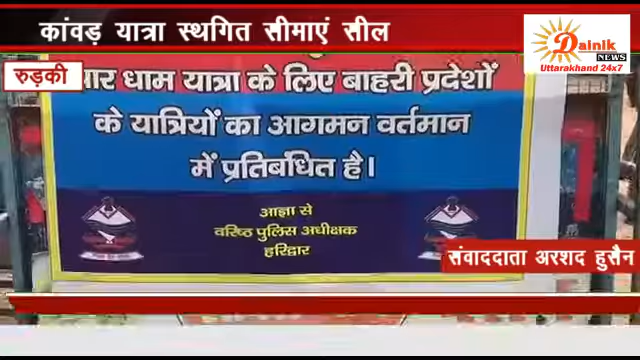 कांवड़ यात्रा स्थगित सीमाएं सील
Dainik
NEWS
Uttarakhand 24x7
रुड़की
चार धाम यात्रा के लिए बाहरी प्रदेशों
के यात्रियों का आगमन वर्तमान
में प्रतिबंधित है।
आज्ञा से
वरिष्ठ पुलिस अधीक्षक
हरिद्वार
संवाददाता अरशद हुसैन